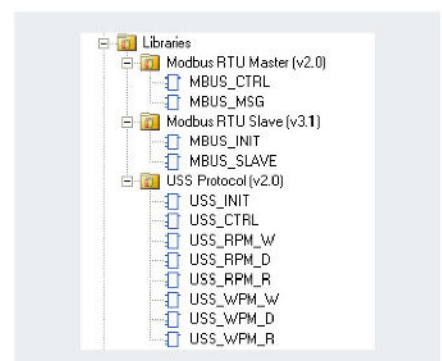 Libraries
Modbus RTU Master (v2.0)
MBUS_CTRL
MBUS_MSG
Modbus RTU Slave (v3.1)
MBUS_INIT
MBUS_SLAVE
USS Protocol (v2.0)
USS_INIT
USS_CTRL
USS_RPM_W
USS_RPM_D
USS_RPM_R
USS_WPM_W
USS_WPM_D
USS_WPM_R